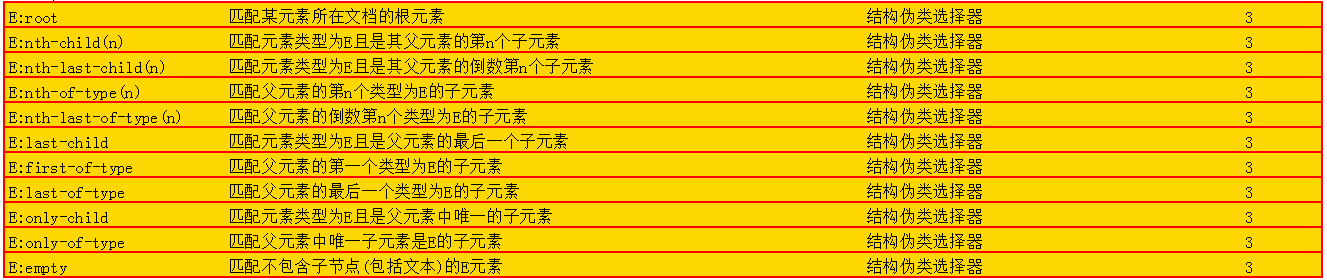 E:root 匹配某元素所在文档的根元素 结构伪类选择器 3
E:nth-child(n) 匹配元素类型为E且是其父元素的第n个子元素 结构伪类选择器 3
E:nth-last-child(n) 匹配元素类型为E且是其父元素的倒数第n个子元素 结构伪类选择器 3
E:nth-of-type(n) 匹配父元素的第n个类型为E的子元素 结构伪类选择器 3
E:nth-last-of-type(n) 匹配父元素的倒数第n个类型为E的子元素 结构伪类选择器 3
E:last-child 匹配元素类型为E且是父元素的最后一个子元素 结构伪类选择器 3
E:first-of-type 匹配父元素的第一个类型为E的子元素 结构伪类选择器 3
E:last-of-type 匹配父元素的最后一个类型为E的子元素 结构伪类选择器 3
E:only-child 匹配元素类型为E且是父元素中唯一的子元素 结构伪类选择器 3
E:only-of-type 匹配父元素中唯一子元素是E的子元素 结构伪类选择器 3
E:empty 匹配不包含子节点(包括文本)的E元素 结构伪类选择器 3